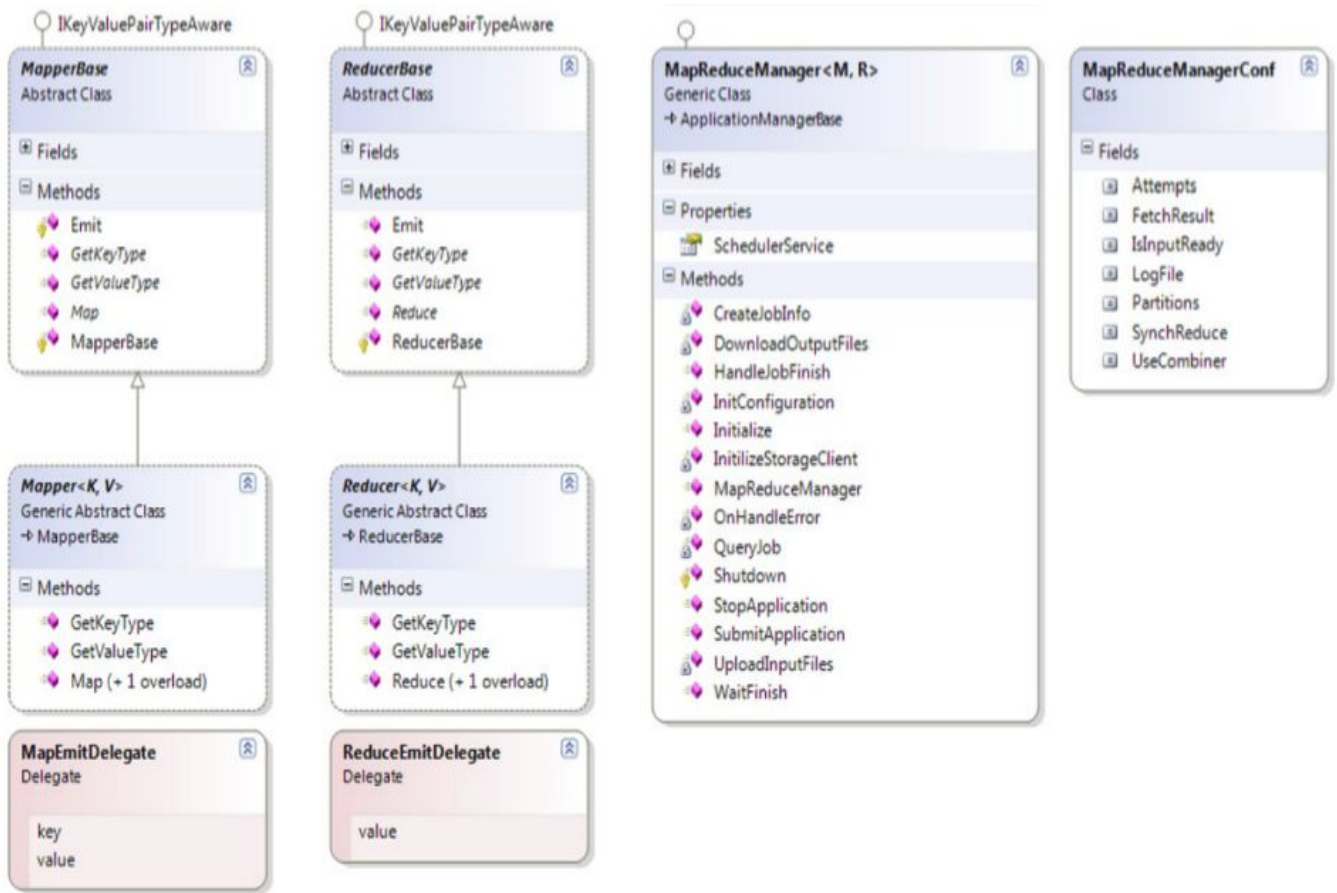 IKeyValuePairTypeAware
MapperBase
Abstract Class
Fields
Methods
Emit
GetKeyType
GetValueType
Map
MapperBase
Mapper<K, V>
Generic Abstract Class
MapperBase
Methods
GetKeyType
GetValueType
Map (+ 1 overload)
MapEmitDelegate
Delegate
key
value
IKeyValuePairTypeAware
ReducerBase
Abstract Class
Fields
Methods
Emit
GetKeyType
GetValueType
Reduce
ReducerBase
Reducer<K, V>
Generic Abstract Class
ReducerBase
Methods
GetKeyType
GetValueType
Reduce (+ 1 overload)
ReduceEmitDelegate
Delegate
value
MapReduceManager<M, R>
Generic Class
ApplicationManagerBase
Fields
Properties
SchedulerService
Methods
CreateJobInfo
DownloadOutputFiles
HandleJobFinish
InitConfiguration
Initialize
InitilizeStorageClient
MapReduceManager
OnHandleError
QueryJob
Shutdown
StopApplication
SubmitApplication
UploadInputFiles
WaitFinish
MapReduceManagerConf
Class
Fields
Attempts
FetchResult
IsInputReady
LogFile
Partitions
SynchReduce
UseCombiner